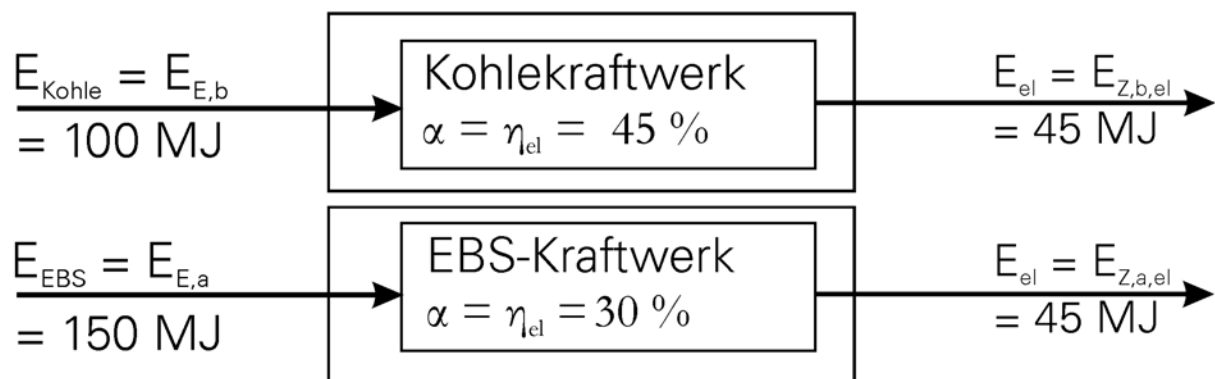 E_Kohle = E_E,b
= 100 MJ
Kohlekraftwerk
α = η_el = 45 %
E_el = E_Z,b,el
= 45 MJ
E_EBS = E_E,a
= 150 MJ
EBS-Kraftwerk
α = η_el = 30 %
E_el = E_Z,a,el
= 45 MJ